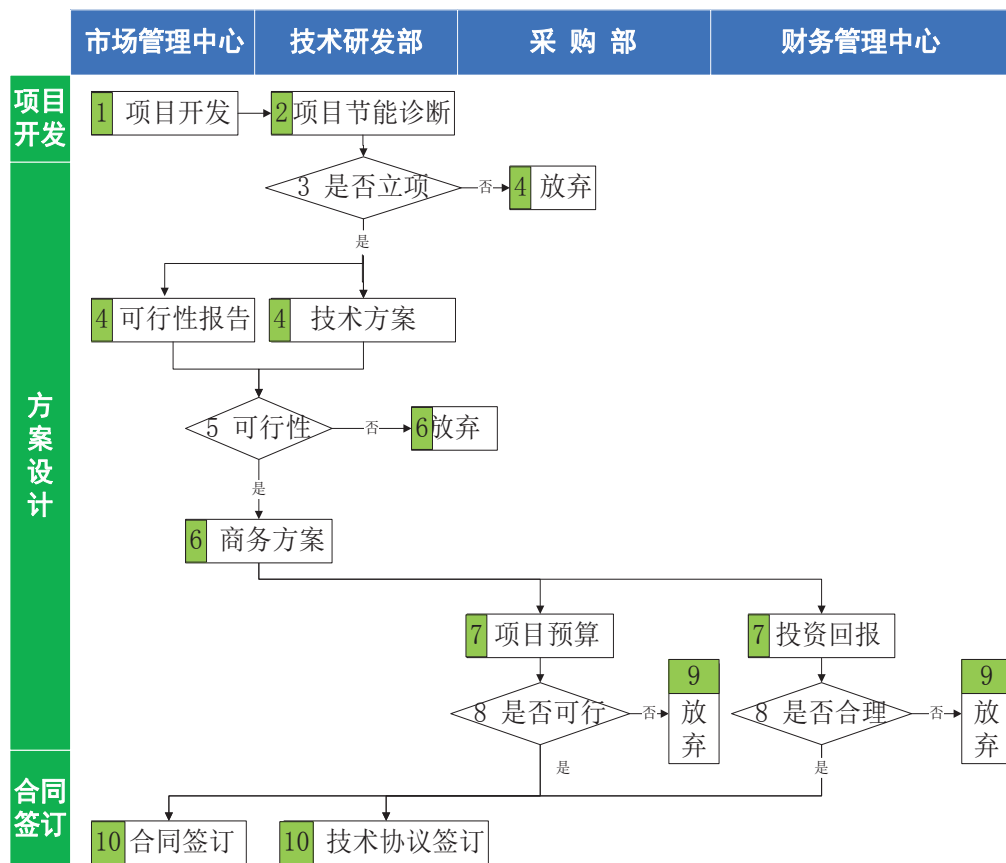 市场管理中心
技术研发部
采 购 部
财务管理中心
项目
开发
1 项目开发
2 项目节能诊断
3 是否立项
否
4 放弃
是
方
案
设
计
4 可行性报告
4 技术方案
5 可行性
否
6 放弃
是
6 商务方案
7 项目预算
7 投资回报
8 是否可行
否
9
放
弃
8 是否合理
否
9
放
弃
是
是
合同
签订
10 合同签订
10 技术协议签订